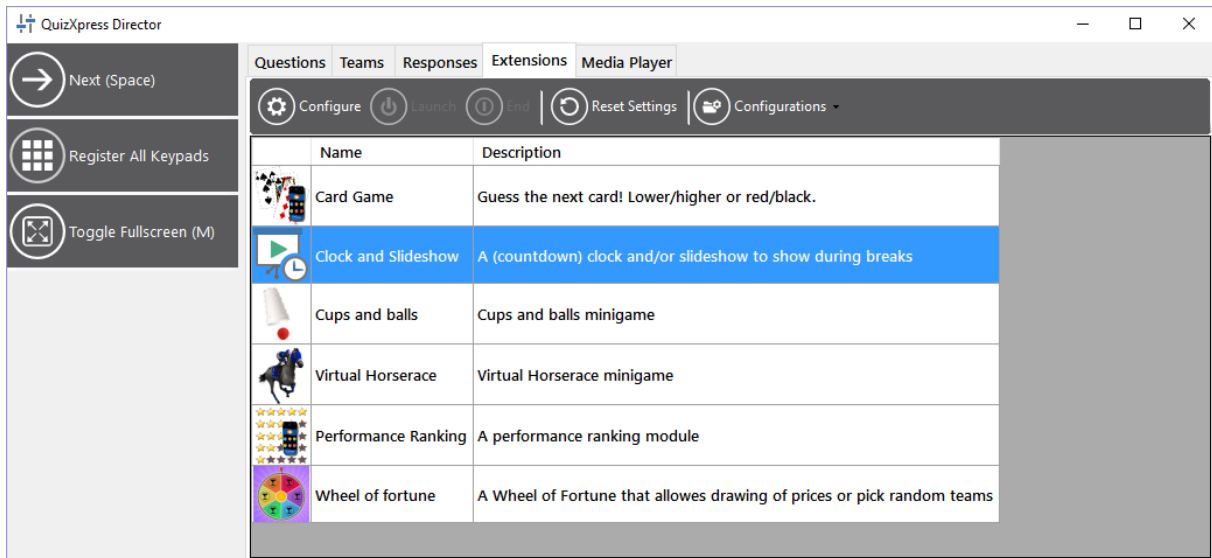 QuizXpress Director
Next (Space)
Register All Keypads
Toggle Fullscreen (M)
Questions Teams Responses Extensions Media Player
Configure Launch End Reset Settings Configurations
Name Description
Card Game Guess the next card! Lower/higher or red/black.
Clock and Slideshow A (countdown) clock and/or slideshow to show during breaks
Cups and balls Cups and balls minigame
Virtual Horserace Virtual Horserace minigame
Performance Ranking A performance ranking module
Wheel of fortune A Wheel of Fortune that allowes drawing of prices or pick random teams